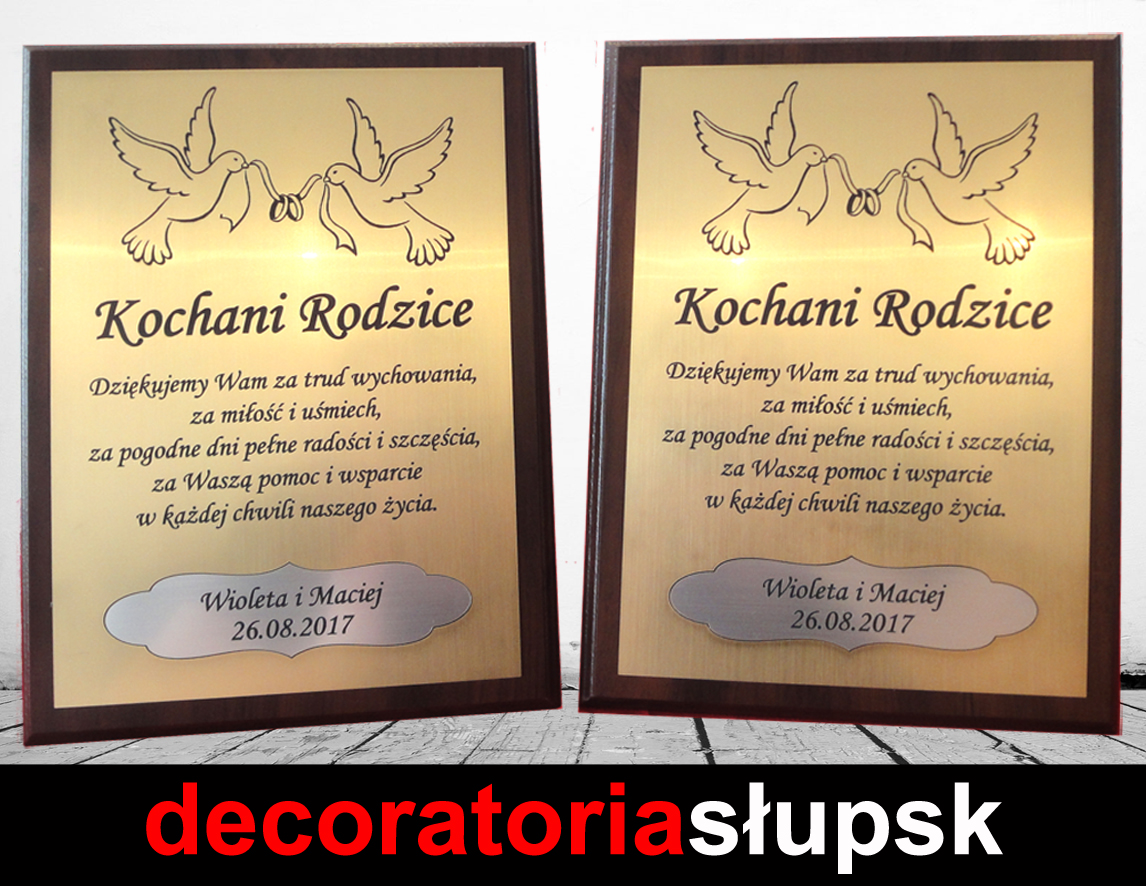 Kochani Rodzice
Dziękujemy Wam za trud wychowania,
za miłość i uśmiech,
za pogodne dni pełne radości i szczęścia,
za Waszą pomoc i wsparcie
w każdej chwili naszego życia.
Wioleta i Maciej
26.08.2017
Kochani Rodzice
Dziękujemy Wam za trud wychowania,
za miłość i uśmiech,
za pogodne dni pełne radości i szczęścia,
za Waszą pomoc i wsparcie
w każdej chwili naszego życia.
Wioleta i Maciej
26.08.2017
decoratoriasłupsk